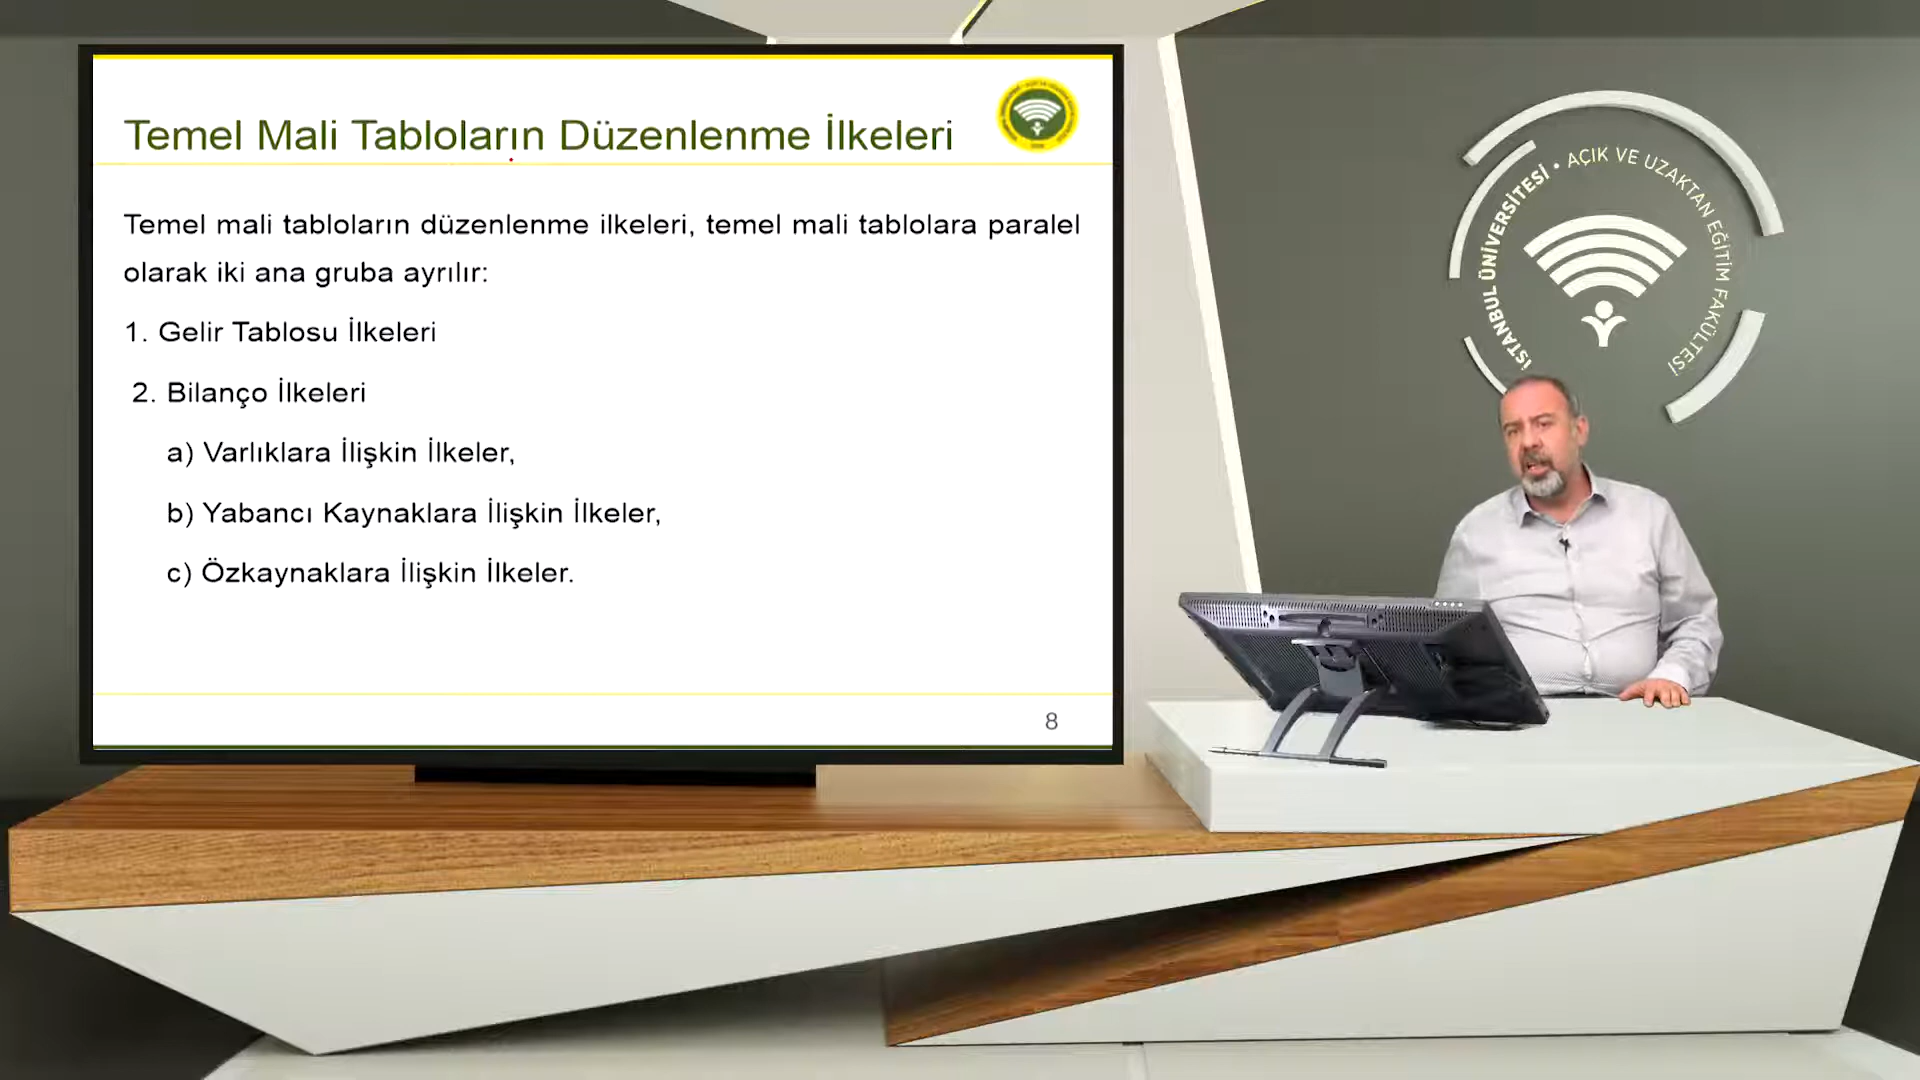 Temel Mali Tabloların Düzenlenme İlkeleri
Temel mali tabloların düzenlenme ilkeleri, temel mali tablolara paralel
olarak iki ana gruba ayrılır:
1. Gelir Tablosu İlkeleri
2. Bilanço İlkeleri
a) Varlıklara İlişkin İlkeler,
b) Yabancı Kaynaklara İlişkin İlkeler,
c) Özkaynaklara İlişkin İlkeler.
8
İSTANBUL ÜNİVERSİTESİ • AÇIK VE UZAKTAN EĞİTİM FAKÜLTESİ